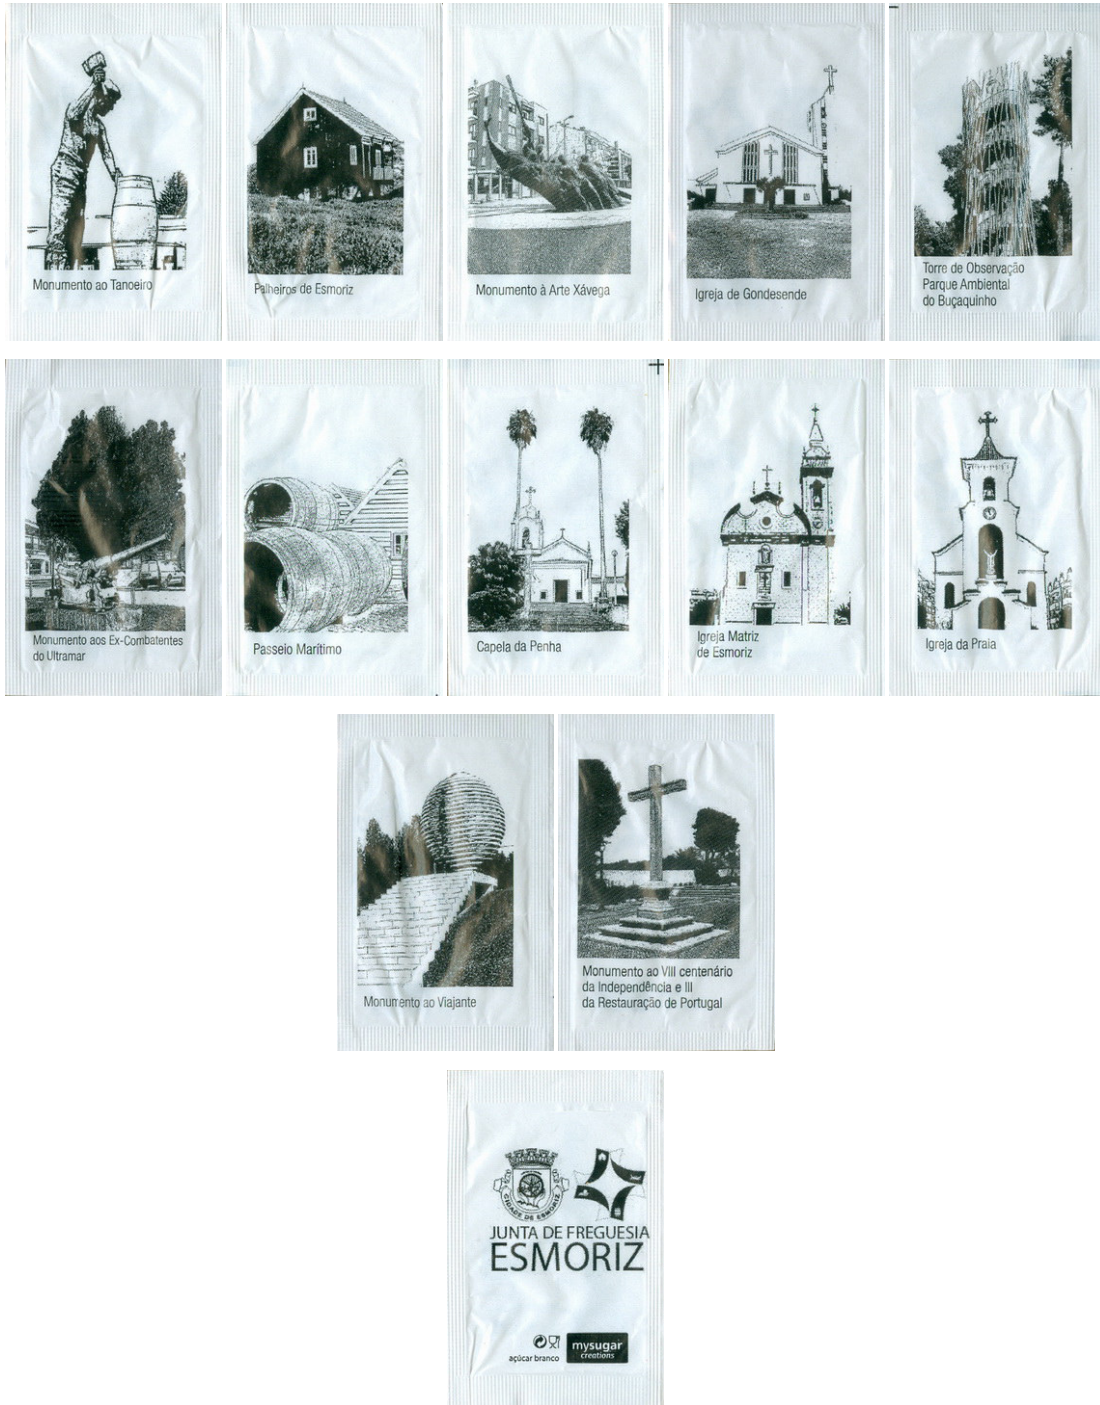 Monumento ao Tanoeiro
Palheiros de Esmoriz
Monumento à Arte Xávega
Igreja de Gondesende
Torre de Observação
Parque Ambiental
do Buçaquinho
Monumento aos Ex-Combatentes
do Ultramar
Passeio Marítimo
Capela da Penha
Igreja Matriz
de Esmoriz
Igreja da Praia
Monumento ao Viajante
Monumento ao VIII centenário
da Independência e III
da Restauração de Portugal
CIDADE DE ESMORIZ
JUNTA DE FREGUESIA
ESMORIZ
açúcar branco
mysugar
creations